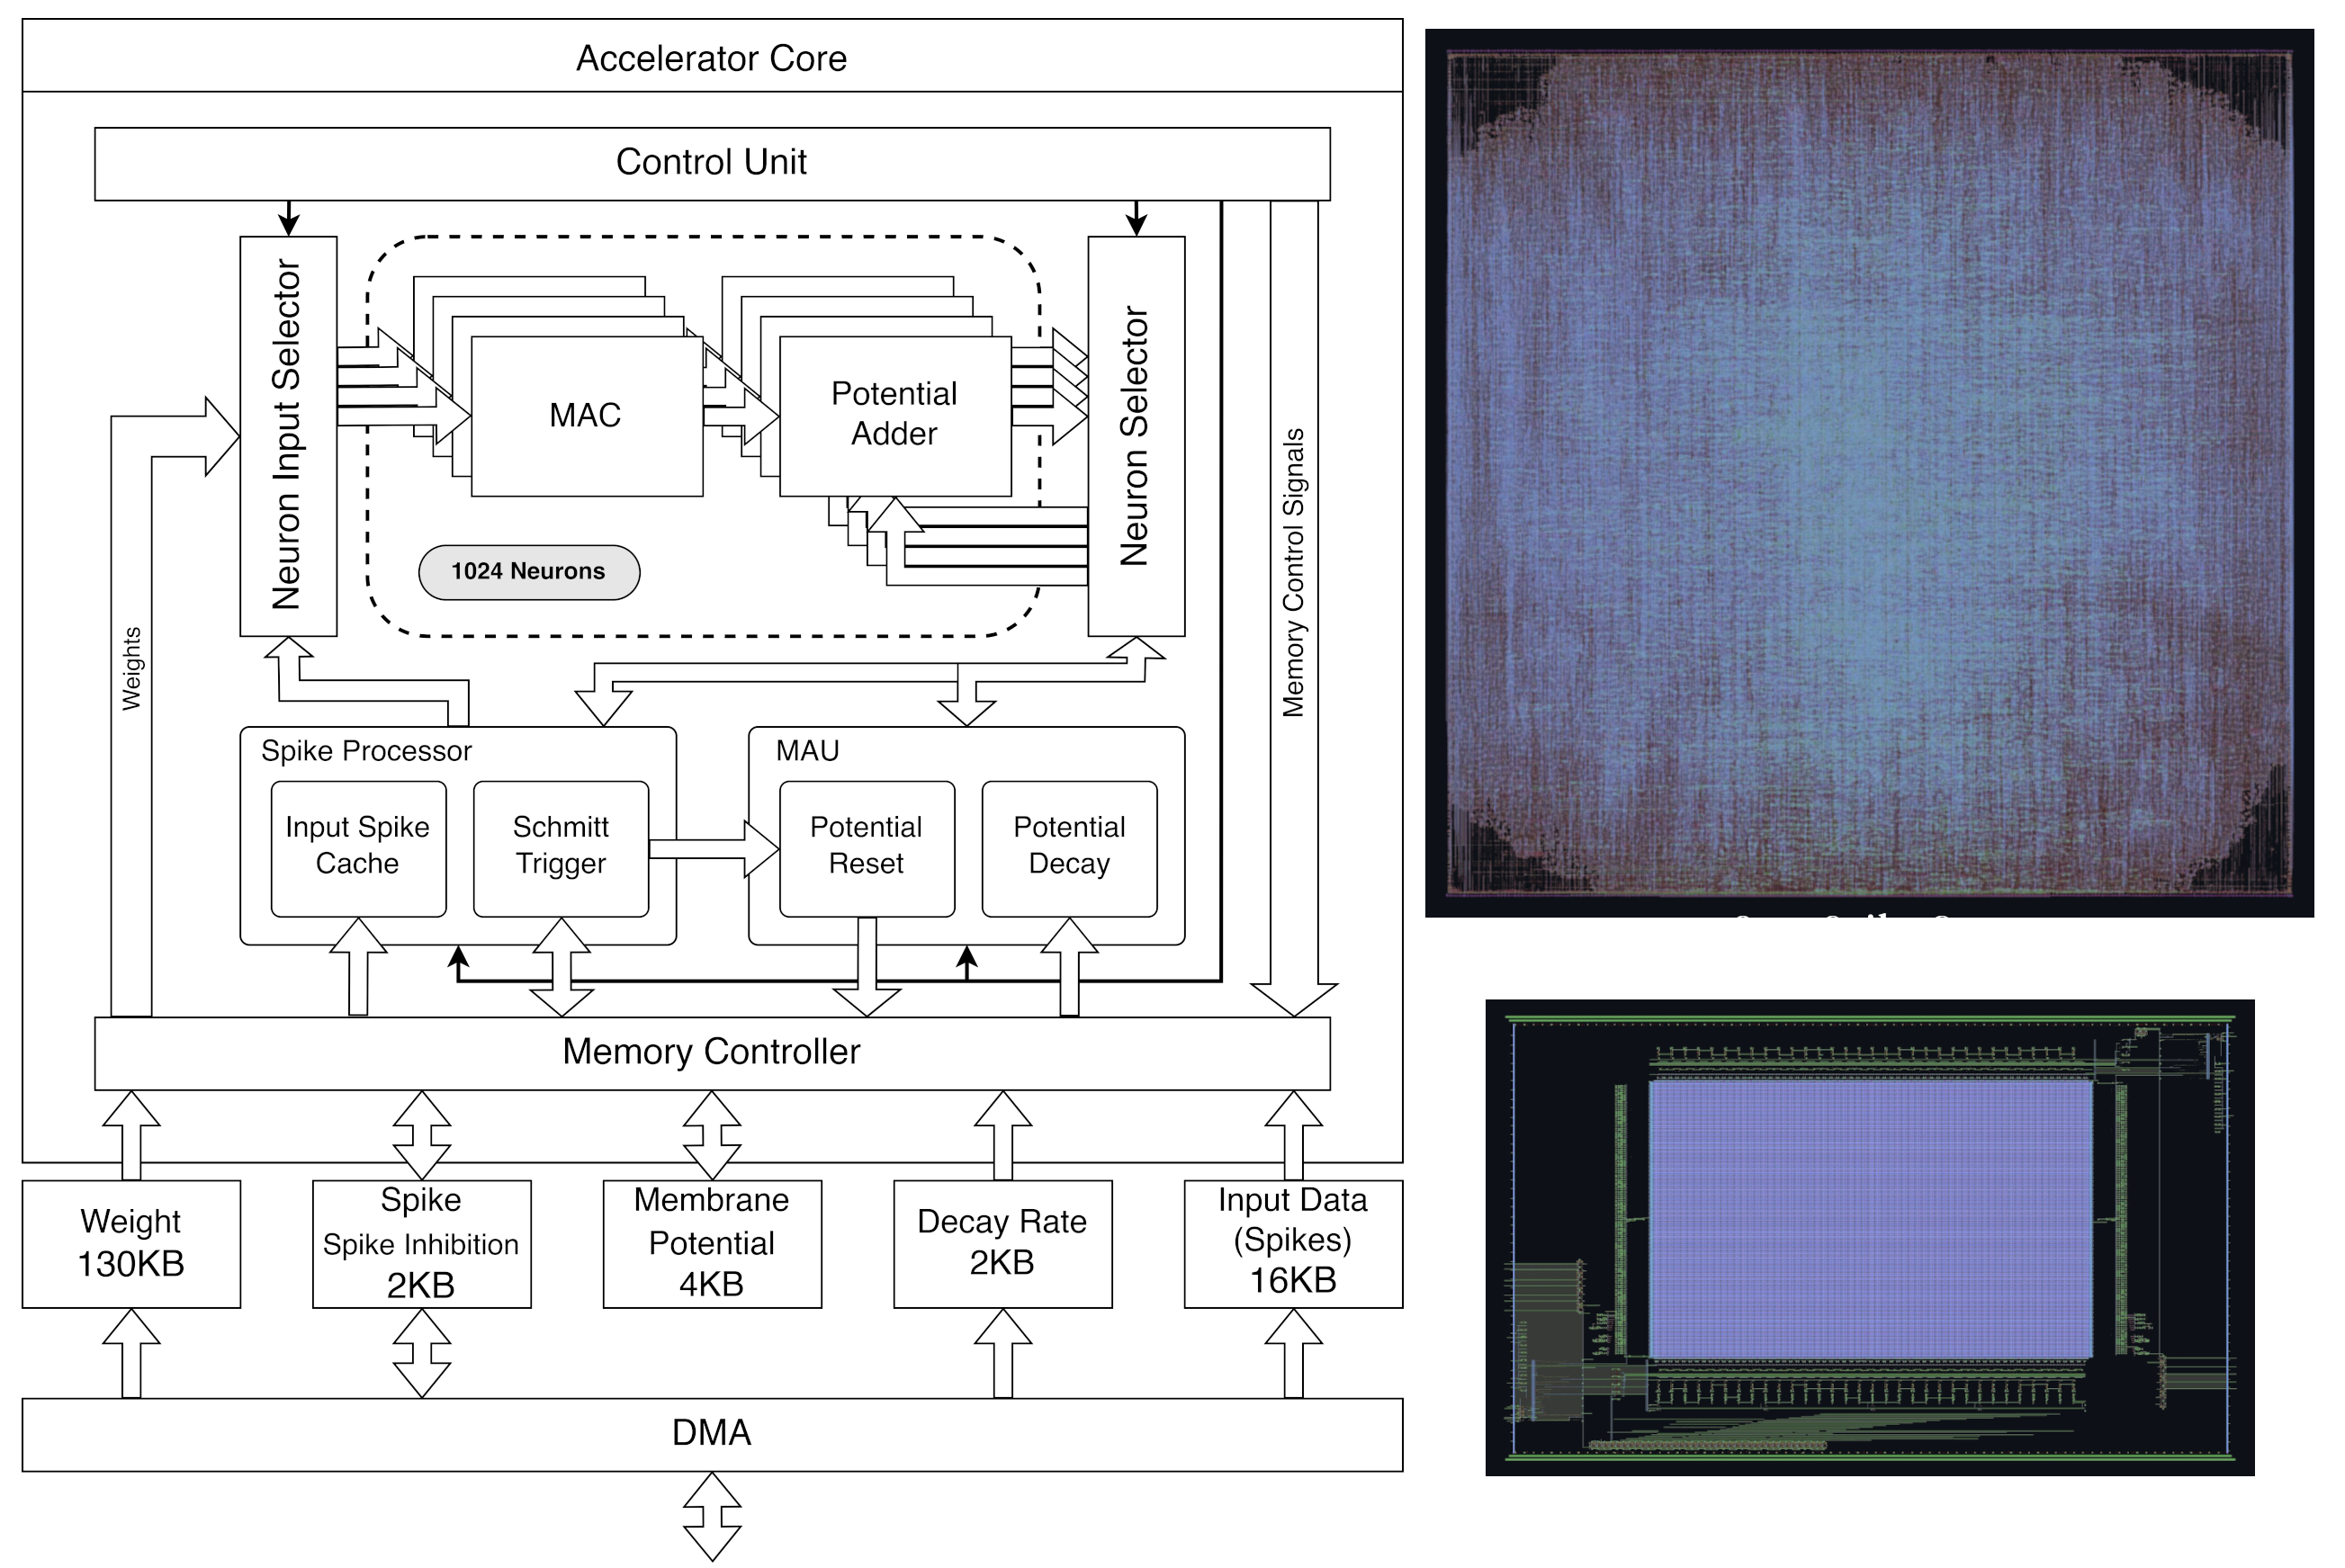 Accelerator Core
Control Unit
Neuron Input Selector
MAC
Potential
Adder
Neuron Selector
1024 Neurons
Weights
Memory Control Signals
Spike Processor
Input Spike
Cache
Schmitt
Trigger
MAU
Potential
Reset
Potential
Decay
Memory Controller
Weight
130KB
Spike
Spike Inhibition
2KB
Membrane
Potential
4KB
Decay Rate
2KB
Input Data
(Spikes)
16KB
DMA